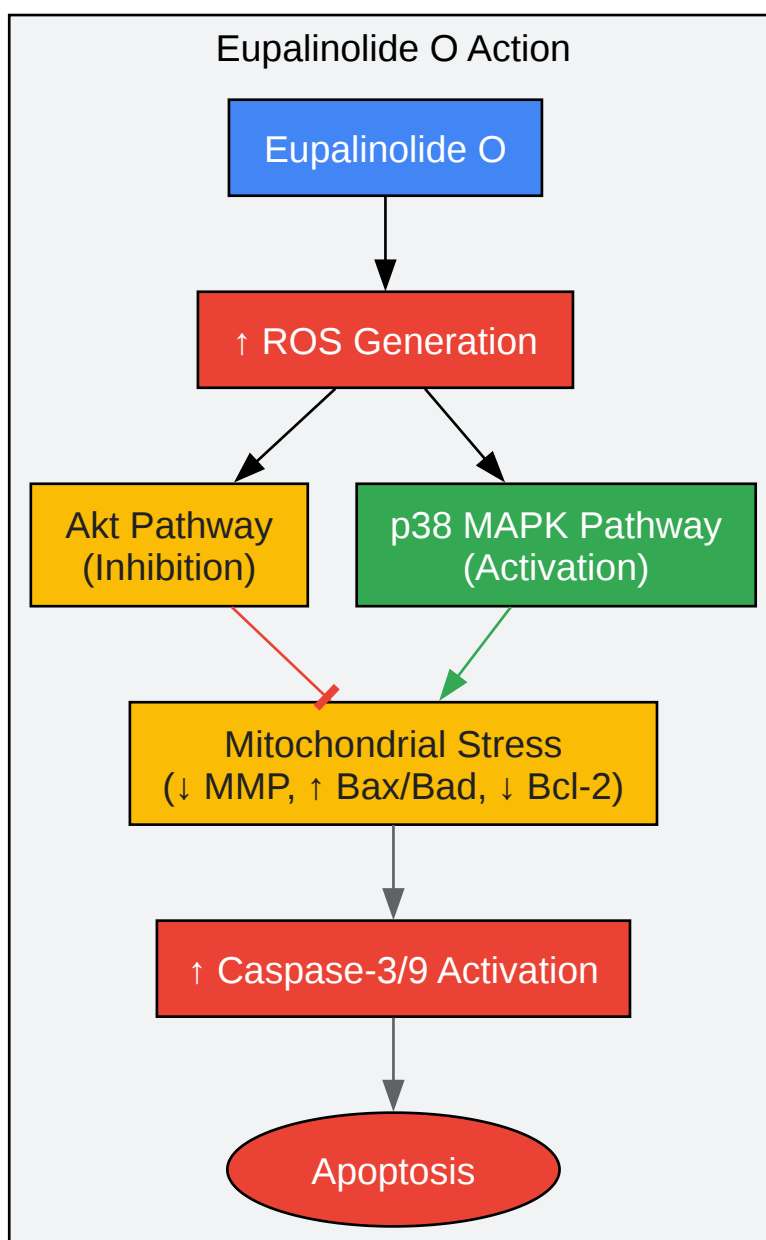 Eupalinolide O Action
Eupalinolide O
↑ ROS Generation
Akt Pathway
(Inhibition)
p38 MAPK Pathway
(Activation)
Mitochondrial Stress
(↓ MMP, ↑ Bax/Bad, ↓ Bcl-2)
↑ Caspase-3/9 Activation
Apoptosis